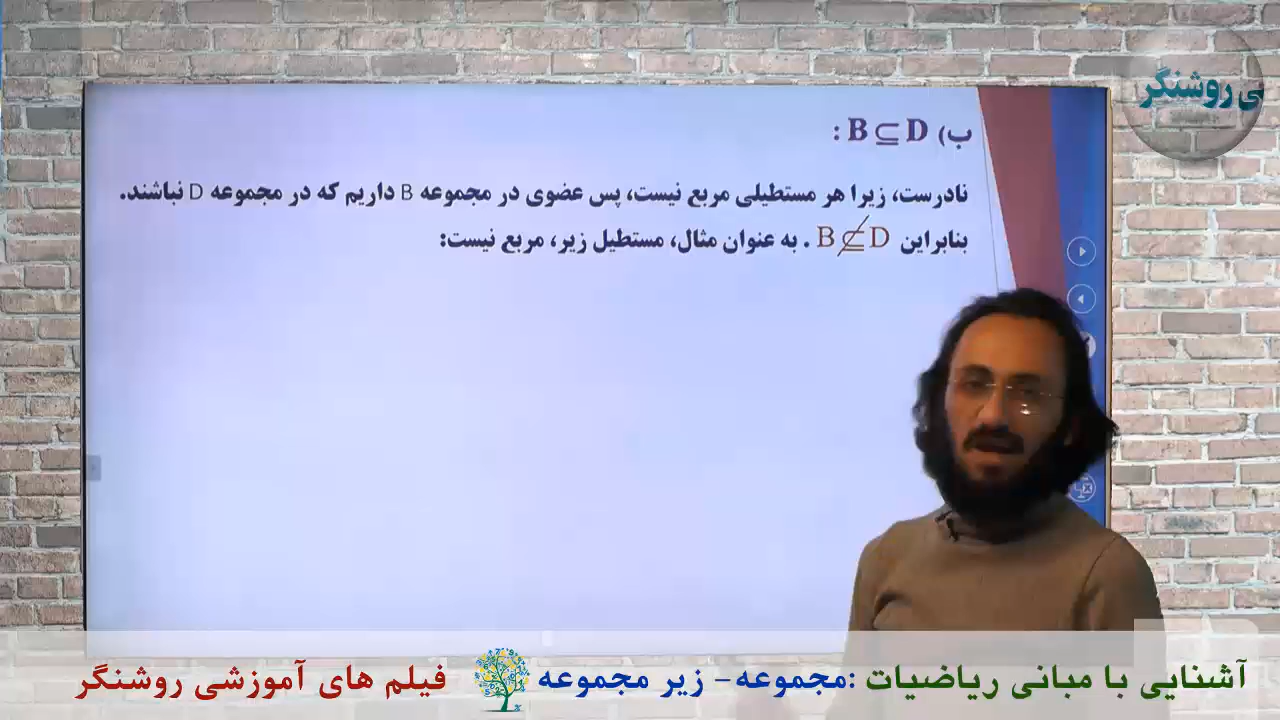 ی روشنگر
ب) B ⊆ D :
نادرست، زیرا هر مستطیلی مربع نیست، پس عضوی در مجموعه B داریم که در مجموعه D نباشند.
بنابراین B ⊈ D . به عنوان مثال، مستطیل زیر، مربع نیست:
آشنایی با مبانی ریاضیات :مجموعه- زیر مجموعه فیلم های آموزشی روشنگر